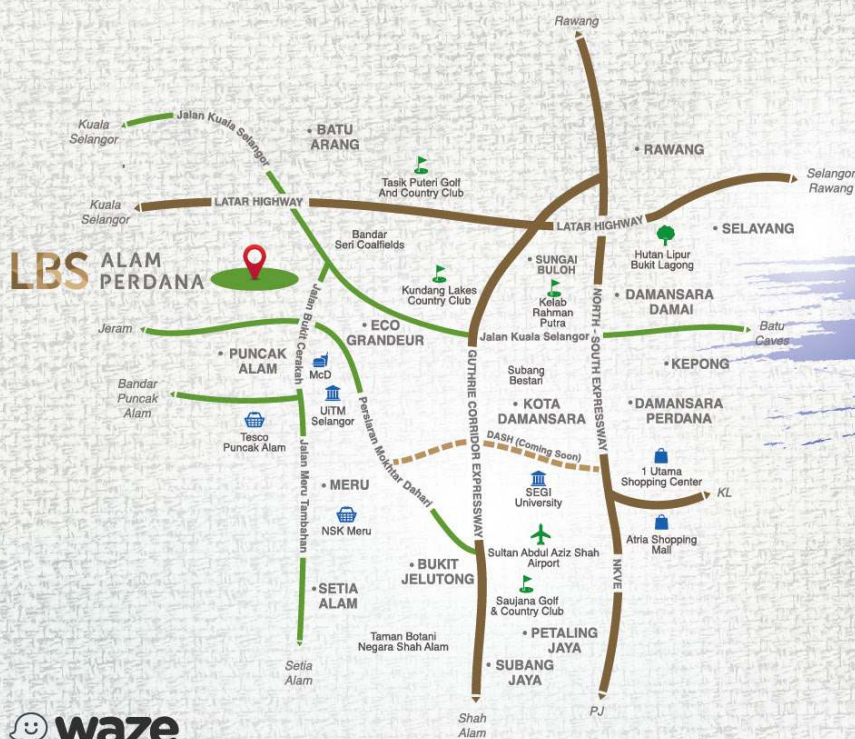 Rawang
Kuala
Selangor
Jalan Kuala Selangor
• BATU
ARANG
• RAWANG
Tasik Puteri Golf
And Country Club
Selangor
Rawang
Kuala
Selangor
LATAR HIGHWAY
LATAR HIGHWAY
• SELAYANG
Bandar
Seri Coalfields
Hutan Lipur
Bukit Lagong
LBS ALAM
PERDANA
• SUNGAI
BULOH
Kundang Lakes
Country Club
Kelab
Rahman
Putra
• DAMANSARA
DAMAI
Jeram
Jalan Bukit Cerakah
• ECO
GRANDEUR
Jalan Kuala Selangor
NORTH - SOUTH EXPRESSWAY
Batu
Caves
• PUNCAK
ALAM
McD
Subang
Bestari
• KEPONG
Bandar
Puncak
Alam
UiTM
Selangor
Persiaran Mokhtar Dahari
GUTHRIE CORRIDOR EXPRESSWAY
• KOTA
DAMANSARA
• DAMANSARA
PERDANA
Tesco
Puncak Alam
Jalan Meru Tambahan
DASH (Coming Soon)
1 Utama
Shopping Center
• MERU
SEGI
University
KL
NSK Meru
Atria Shopping
Mall
• BUKIT
JELUTONG
Sultan Abdul Aziz Shah
Airport
NKVE
• SETIA
ALAM
Saujana Golf
& Country Club
Taman Botani
Negara Shah Alam
• PETALING
JAYA
Setia
Alam
• SUBANG
JAYA
Shah
Alam
PJ
waze